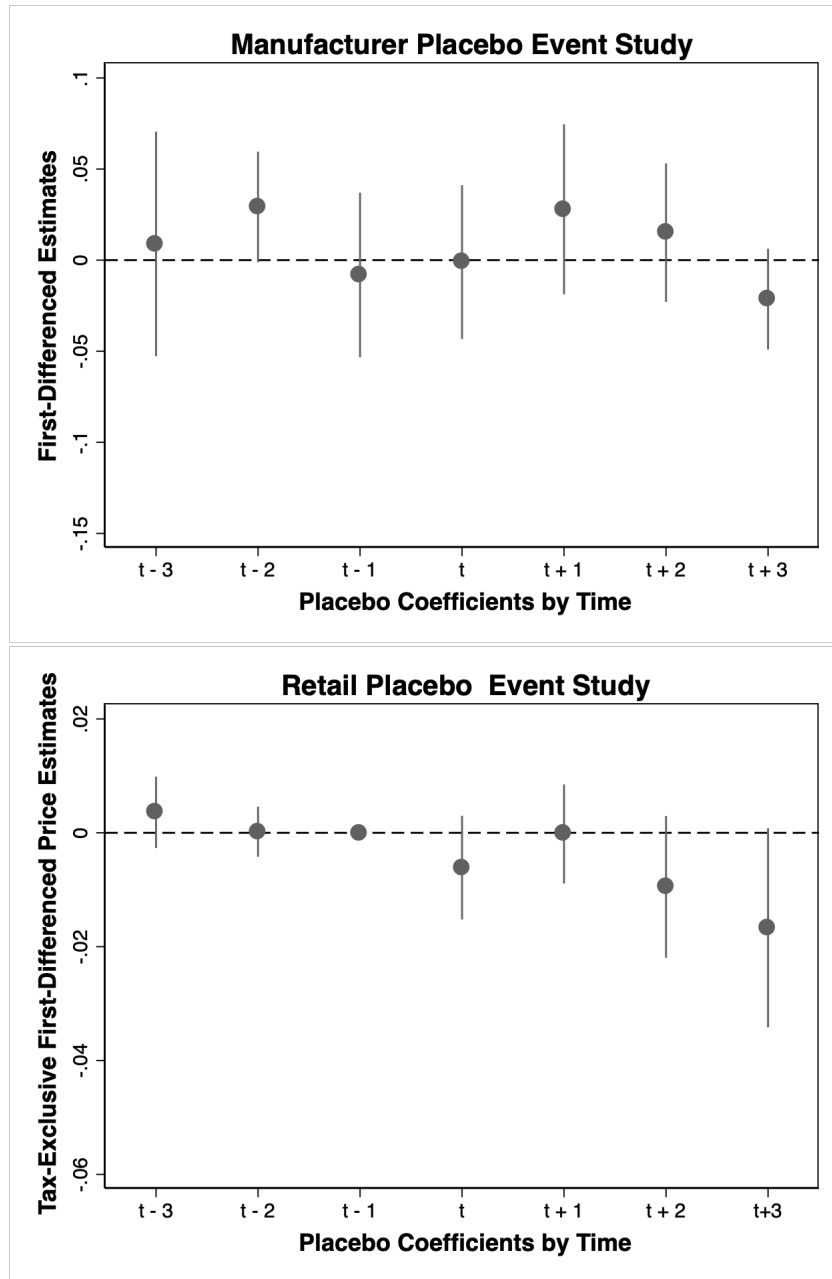 Manufacturer Placebo Event Study
First-Differenced Estimates
.1
.05
0
-.05
-.1
-.15
t - 3 t - 2 t - 1 t t + 1 t + 2 t + 3
Placebo Coefficients by Time
Retail Placebo  Event Study
Tax-Exclusive First-Differenced Price Estimates
.02
0
-.02
-.04
-.06
t - 3 t - 2 t - 1 t t + 1 t + 2 t+3
Placebo Coefficients by Time